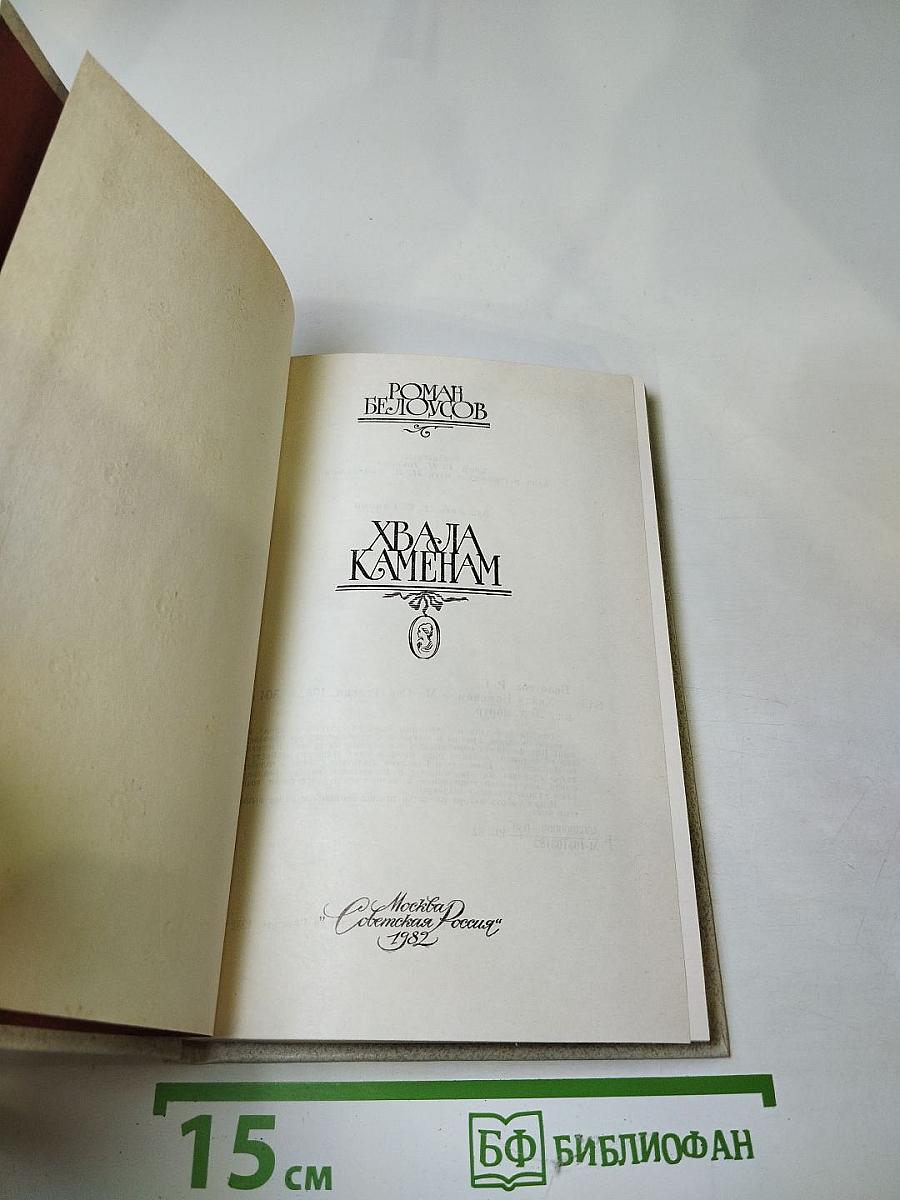 РОМАН
БЕЛОУСОВ
ХВАЛА
КАМЕНАМ
Москва
"Советская Россия"
1982
15 см
БФ БИБЛИОФАН